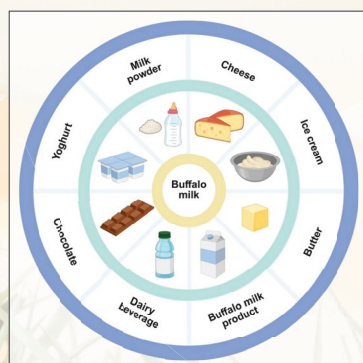 Milk
powder
Cheese
Ice cream
Butter
Buffalo milk
product
Dairy
beverage
Chocolate
Yoghurt
Buffalo
milk